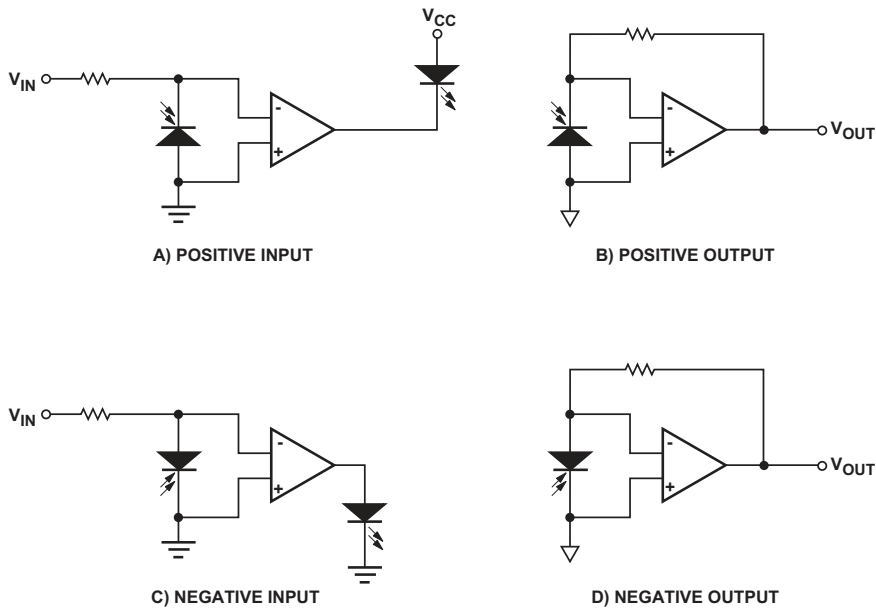 VCC
VIN
-
+
A) POSITIVE INPUT
-
+
VOUT
B) POSITIVE OUTPUT
VIN
-
+
C) NEGATIVE INPUT
-
+
VOUT
D) NEGATIVE OUTPUT